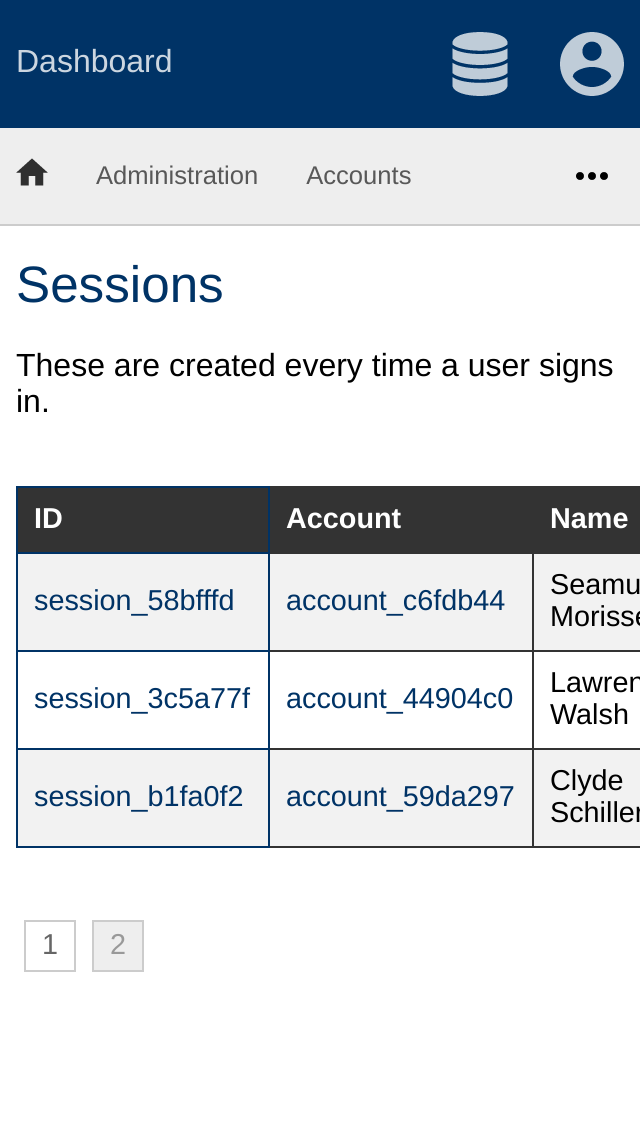 Dashboard
Administration Accounts
Sessions
These are created every time a user signs
in.
ID Account Name
session_58bfffd account_c6fdb44 Seamu
Morisse
session_3c5a77f account_44904c0 Lawren
Walsh
session_b1fa0f2 account_59da297 Clyde
Schiller
1 2